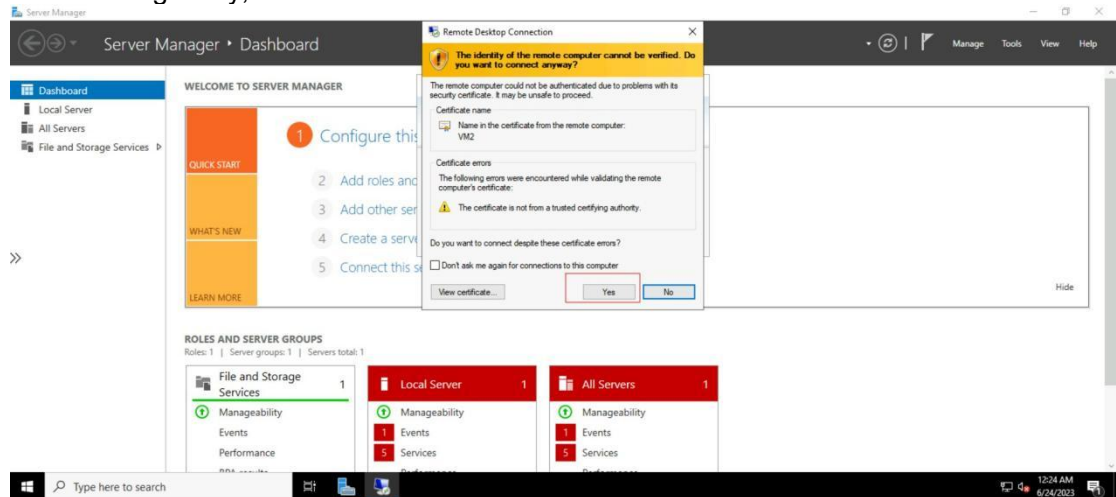 Server Manager
Server Manager • Dashboard
Manage Tools View Help
Dashboard
Local Server
All Servers
File and Storage Services
WELCOME TO SERVER MANAGER
QUICK START
WHAT'S NEW
LEARN MORE
1 Configure this
2 Add roles and
3 Add other ser
4 Create a serve
5 Connect this se
Hide
Remote Desktop Connection
The identity of the remote computer cannot be verified. Do
you want to connect anyway?
The remote computer could not be authenticated due to problems with its
security certificate. It may be unsafe to proceed.
Certificate name
Name in the certificate from the remote computer:
VM2
Certificate errors
The following errors were encountered while validating the remote
computer's certificate:
The certificate is not from a trusted certifying authority.
Do you want to connect despite these certificate errors?
Don't ask me again for connections to this computer
View certificate...
Yes
No
ROLES AND SERVER GROUPS
Roles: 1 | Server groups: 1 | Servers total: 1
File and Storage
Services
1
Manageability
Events
Performance
Local Server 1
Manageability
1 Events
5 Services
All Servers 1
Manageability
1 Events
5 Services
Type here to search
12:24 AM
6/24/2023